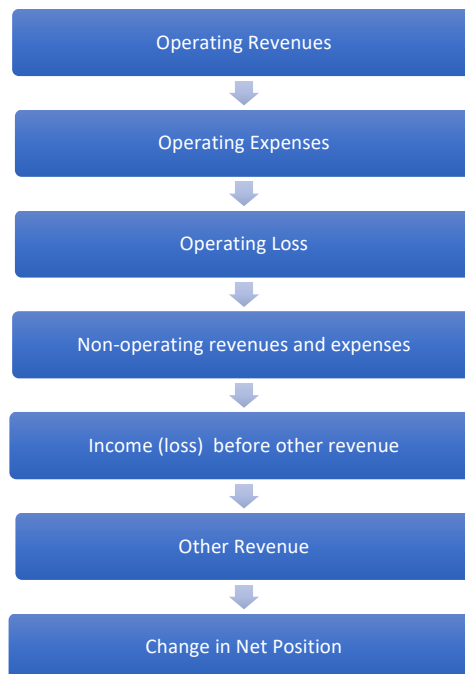 Operating Revenues
Operating Expenses
Operating Loss
Non-operating revenues and expenses
Income (loss)  before other revenue
Other Revenue
Change in Net Position